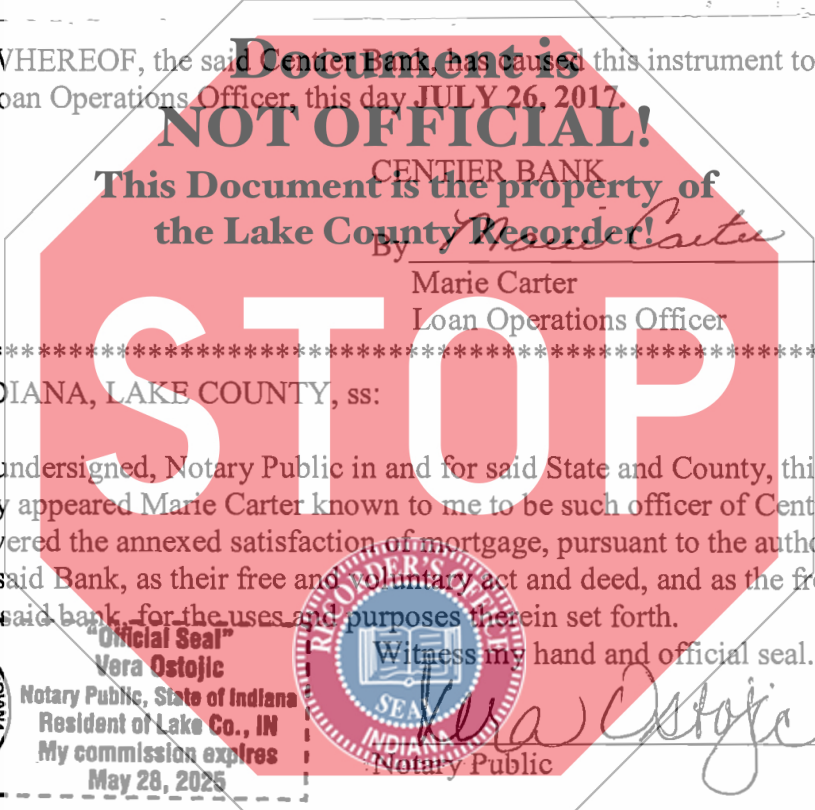 WHEREOF, the said Centier Bank, has caused this instrument to
oan Operations Officer, this day JULY 26, 2017.
Document is
NOT OFFICIAL!
This Document is the property of
the Lake County Recorder!
CENTIER BANK
By Marie Carter
Marie Carter
Loan Operations Officer
STOP
DIANA, LAKE COUNTY, ss:
undersigned, Notary Public in and for said State and County, thi
y appeared Marie Carter known to me to be such officer of Cent
vered the annexed satisfaction of mortgage, pursuant to the autho
said Bank, as their free and voluntary act and deed, and as the fre
said bank, for the uses and purposes therein set forth.
Witness my hand and official seal.
Vera Ostojic
Notary Public
"Official Seal"
Vera Ostojic
Notary Public, State of Indiana
Resident of Lake Co., IN
My commission expires
May 28, 2025
RECORDER'S OFFICE
SEAL
INDIANA